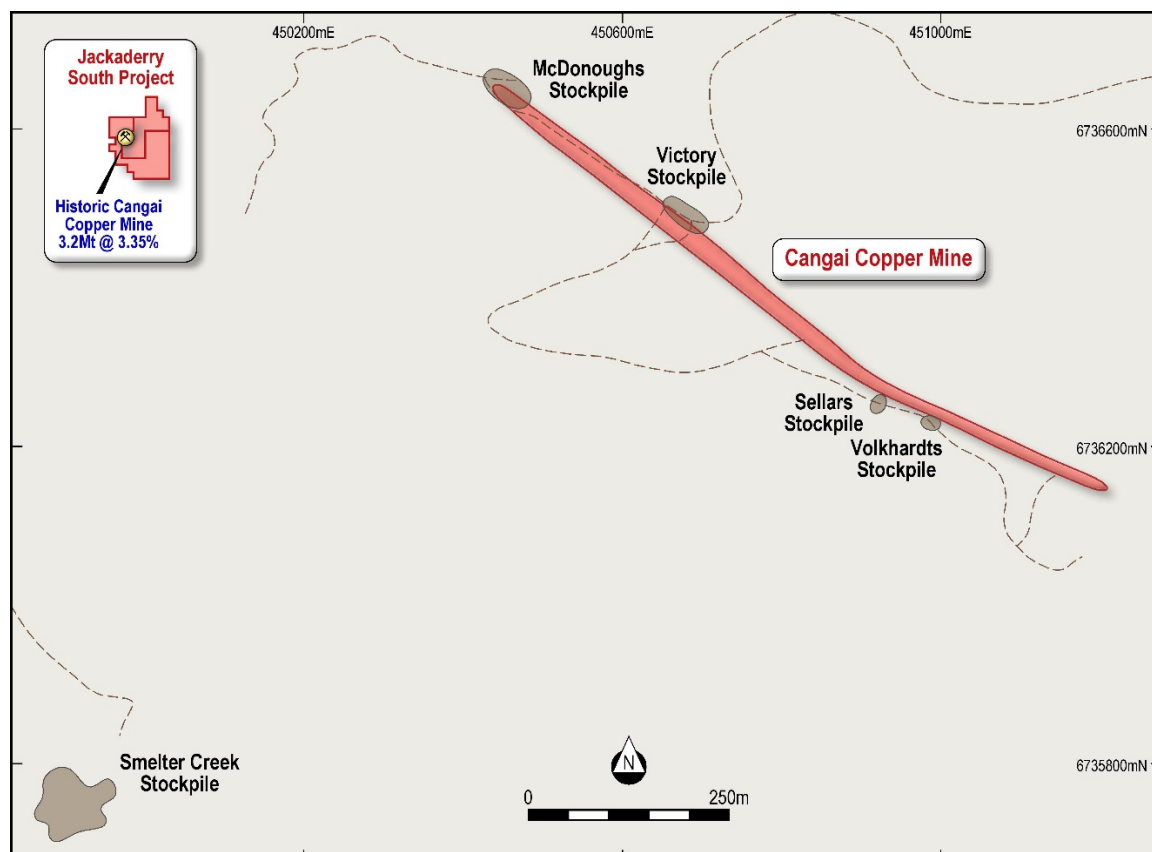 450200mE
450600mE
451000mE
Jackaderry
South Project
Historic Cangai
Copper Mine
3.2Mt @ 3.35%
McDonoughs
Stockpile
6736600mN
Victory
Stockpile
Cangai Copper Mine
Sellars
Stockpile
Volkhardts
Stockpile
6736200mN
Smelter Creek
Stockpile
N
6735800mN
0
250m